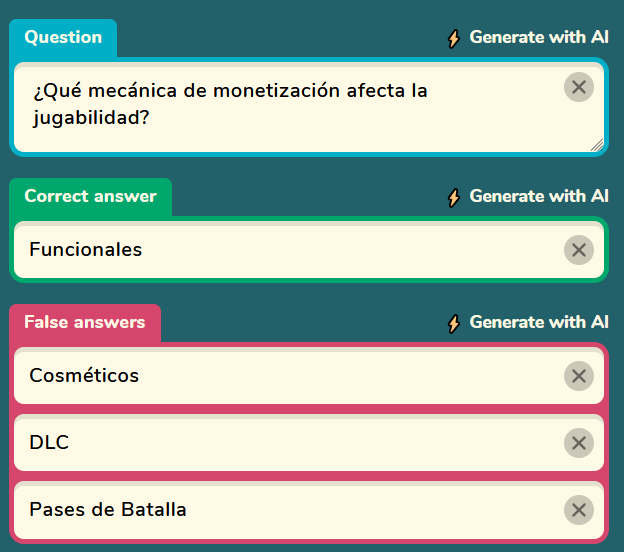 Question
Generate with AI
¿Qué mecánica de monetización afecta la
jugabilidad?
Correct answer
Generate with AI
Funcionales
False answers
Generate with AI
Cosméticos
DLC
Pases de Batalla